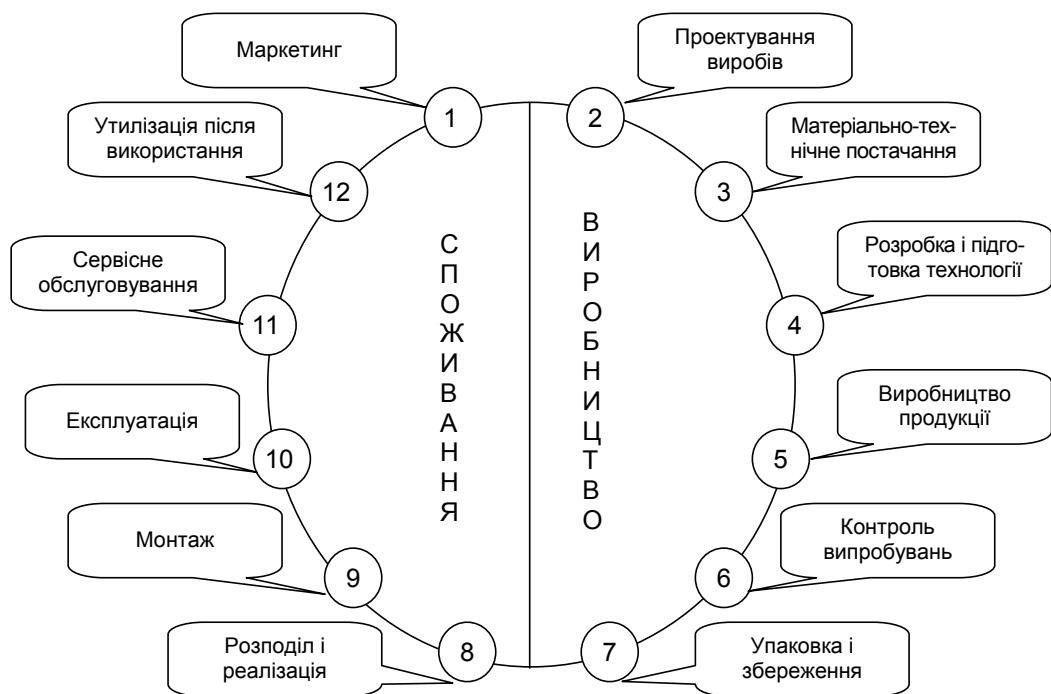 Маркетинг
1
Проектування
виробів
2
Матеріально-тех-
нічне постачання
3
Розробка і підго-
товка технології
4
Виробництво
продукції
5
Контроль
випробувань
6
Упаковка і
збереження
7
Розподіл і
реалізація
8
Монтаж
9
Експлуатація
10
Сервісне
обслуговування
11
Утилізація після
використання
12
СПОЖИВАННЯ
ВИРОБНИЦТВО